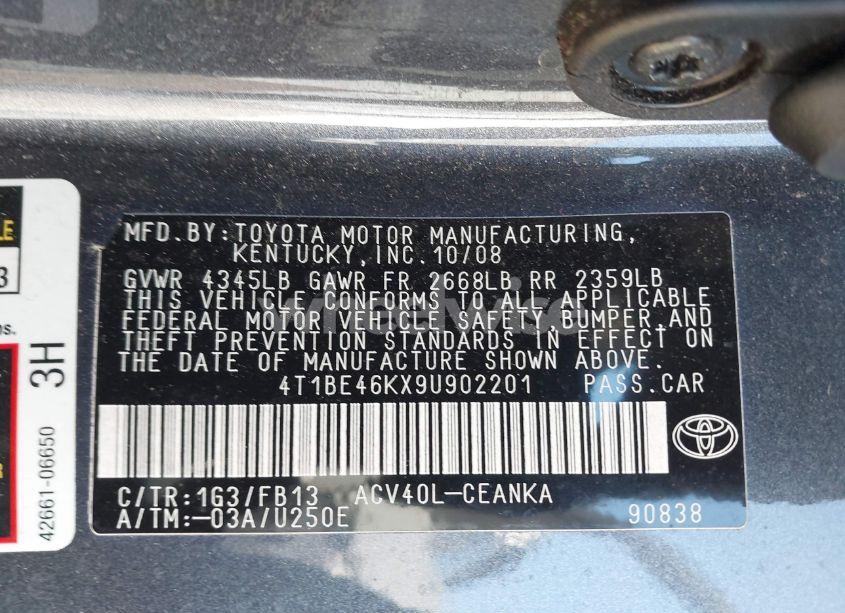 MFD.BY:TOYOTA MOTOR MANUFACTURING,
KENTUCKY,INC.10/08
GVWR 4345LB GAWR FR 2668LB RR 2359LB
THIS VEHICLE CONFORMS TO ALL APPLICABLE
FEDERAL MOTOR VEHICLE SAFETY,BUMPER,AND
THEFT PREVENTION STANDARDS IN EFFECT ON
THE DATE OF MANUFACTURE SHOWN ABOVE.
4T1BE46KX9U902201 PASS.CAR
C/TR:1G3/FB13 ACV40L-CEANKA
A/TM:-03A/U250E 90838
3H
42661-06650